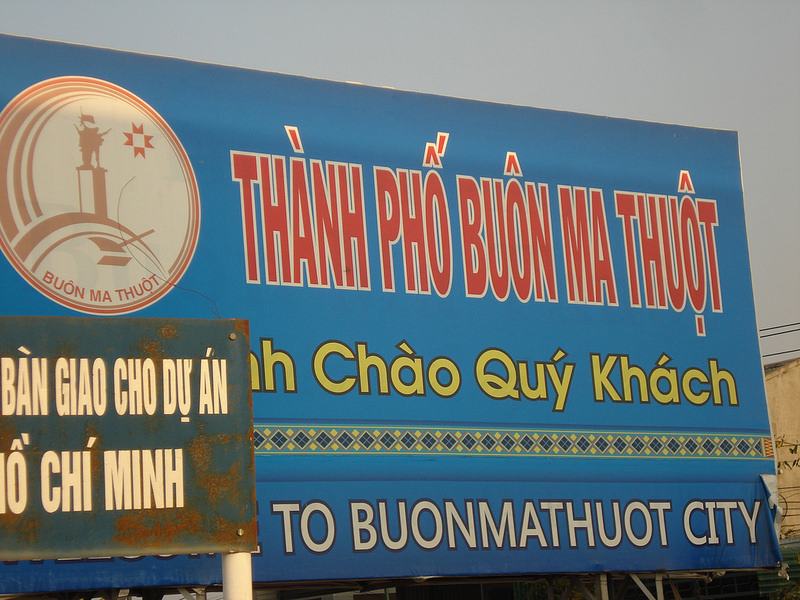 THÀNH PHỐ BUÔN MA THUỘT
BUÔN MA THUỘT
Chào Quý Khách
TO BUONMATHUOT CITY
BÀN GIAO CHO DỰ ÁN
HỒ CHÍ MINH